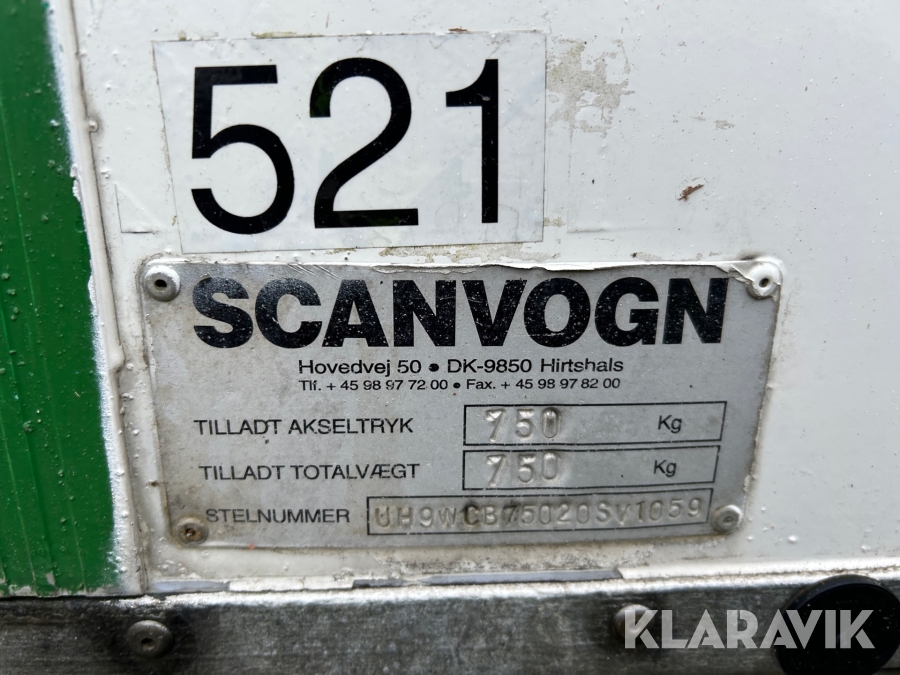 521
SCANVOGN
Hovedvej 50 • DK-9850 Hirtshals
Tlf. + 45 98 97 72 00 • Fax. + 45 98 97 82 00
TILLADT AKSELTRYK 750 Kg
TILLADT TOTALVÆGT 750 Kg
STELNUMMER UH9WCB75020SV1059
KLARAVIK